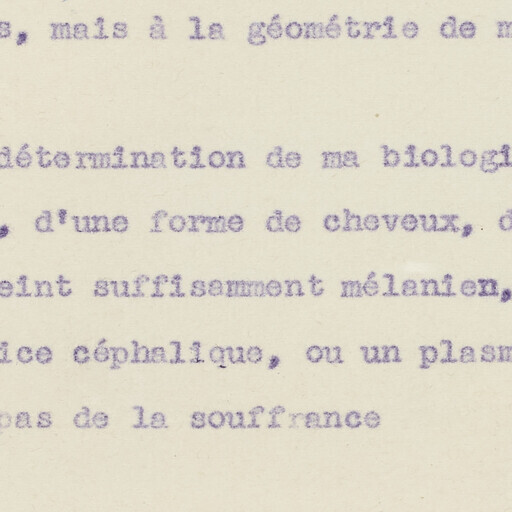 s, mais à la géométrie de m
détermination de ma biologi
, d'une forme de cheveux, d
eint suffisamment mélanien,
ice céphalique, ou un plasm
pas de la souffrance